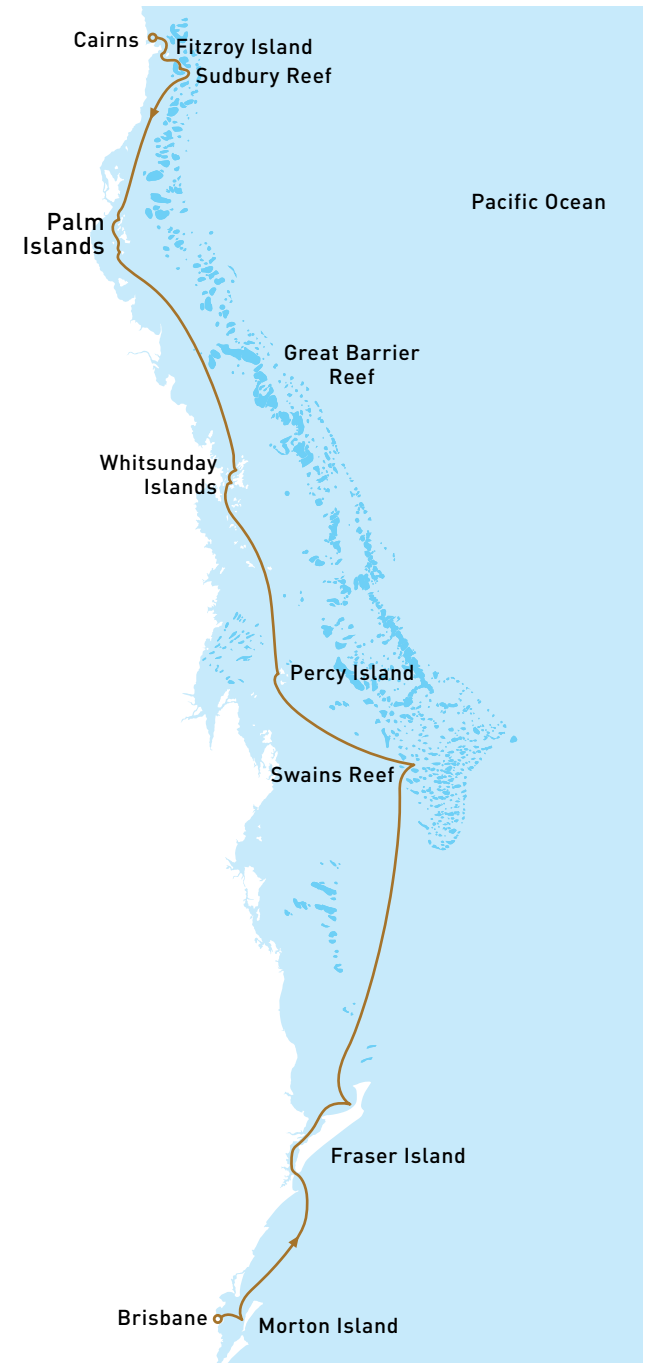 Cairns
Fitzroy Island
Sudbury Reef
Pacific Ocean
Palm
Islands
Great Barrier
Reef
Whitsunday
Islands
Percy Island
Swains Reef
Fraser Island
Brisbane
Morton Island